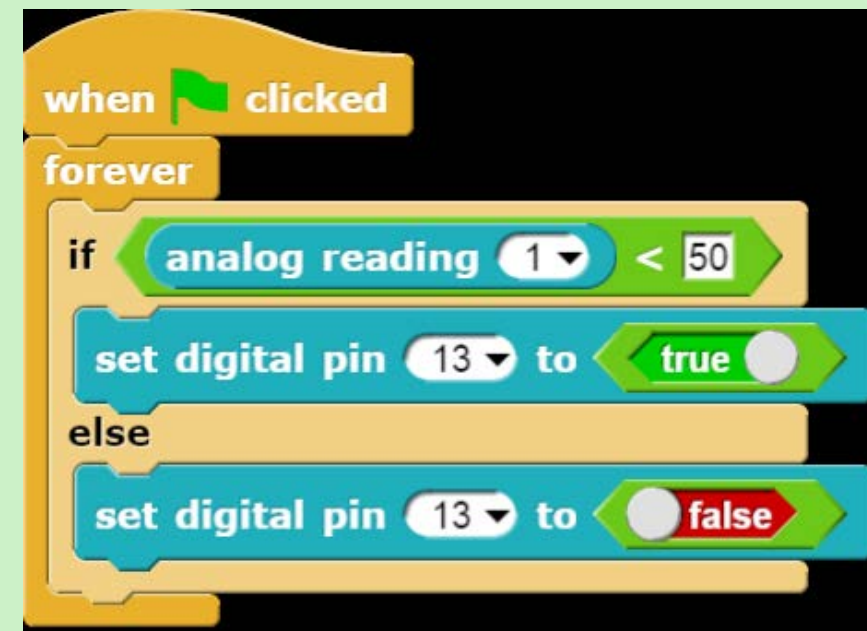 when clicked
forever
if analog reading 1 < 50
set digital pin 13 to true
else
set digital pin 13 to false